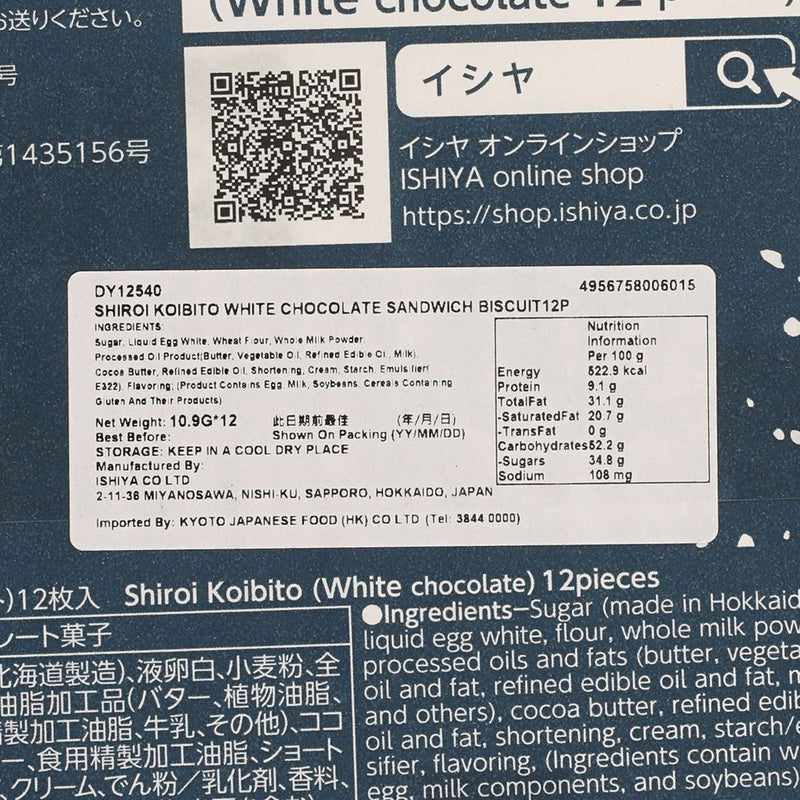 お送りください。
(White chocolate 12 pieces)
号
第1435156号
イシヤ
イシヤ オンラインショップ
ISHIYA online shop
https://shop.ishiya.co.jp
DY12540
4956758006015
SHIROI KOIBITO WHITE CHOCOLATE SANDWICH BISCUIT12P
INGREDIENTS:
Sugar, Liquid Egg White, Wheat Flour, Whole Milk Powder,
Processed Oil Product(Butter, Vegetable Oil, Refined Edible Oil, Milk),
Cocoa Butter, Refined Edible Oil, Shortening, Cream, Starch, Emulsifier(
E322), Flavoring; (Product Contains Egg, Milk, Soybeans, Cereals Containing
Gluten And Their Products)
Net Weight: 10.9G*12
此日期前最佳 (年/月/日)
Best Before: Shown On Packing (YY/MM/DD)
STORAGE: KEEP IN A COOL DRY PLACE
Manufactured By:
ISHIYA CO LTD
2-11-36 MIYANOSAWA, NISHI-KU, SAPPORO, HOKKAIDO, JAPAN
Imported By: KYOTO JAPANESE FOOD (HK) CO LTD (Tel: 3844 0000)
Nutrition
Information
Per 100 g
Energy 522.9 kcal
Protein 9.1 g
TotalFat 31.1 g
-SaturatedFat 20.7 g
-TransFat 0 g
Carbohydrates 52.2 g
-Sugars 34.8 g
Sodium 108 mg
)12枚入
Shiroi Koibito (White chocolate) 12pieces
レート菓子
北海道製造)、液卵白、小麦粉、全
油脂加工品(バター、植物油脂、
精製加工油脂、牛乳、その他)、ココ
ー、食用精製加工油脂、ショート
、クリーム、でん粉/乳化剤、香料、
●Ingredients—Sugar (made in Hokkaid
liquid egg white, flour, whole milk pow
processed oils and fats (butter, vegeta
oil and fat, refined edible oil and fat, m
and others), cocoa butter, refined edib
oil and fat, shortening, cream, starch/e
sifier, flavoring, (Ingredients contain w
egg, milk components, and soybeans)